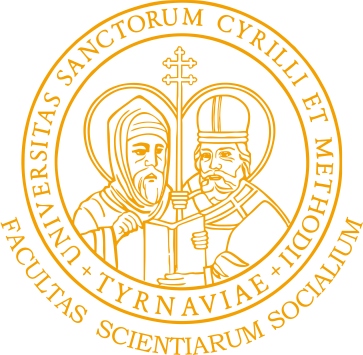 UNIVERSITAS SANCTORUM CYRILLI ET METHODII
+ TYRNAVIAE +
FACULTAS SCIENTIARUM SOCIALIUM